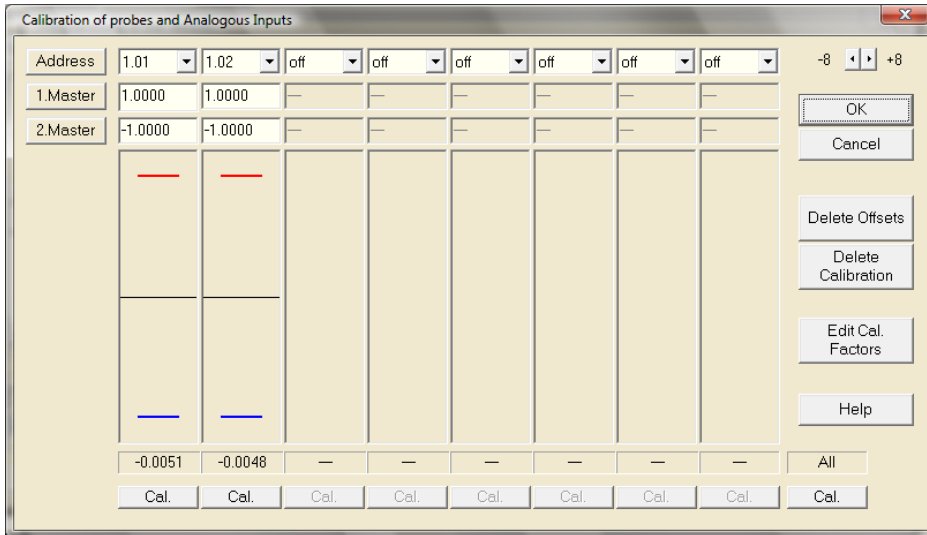 Calibration of probes and Analogous Inputs
Address 1.01 1.02 off off off off off off -8 +8
1.Master 1.0000 1.0000 — — — — — —
OK
2.Master -1.0000 -1.0000 — — — — — —
Cancel
Delete Offsets
Delete
Calibration
Edit Cal.
Factors
Help
-0.0051 -0.0048 — — — — — — All
Cal. Cal. Cal. Cal. Cal. Cal. Cal. Cal. Cal.